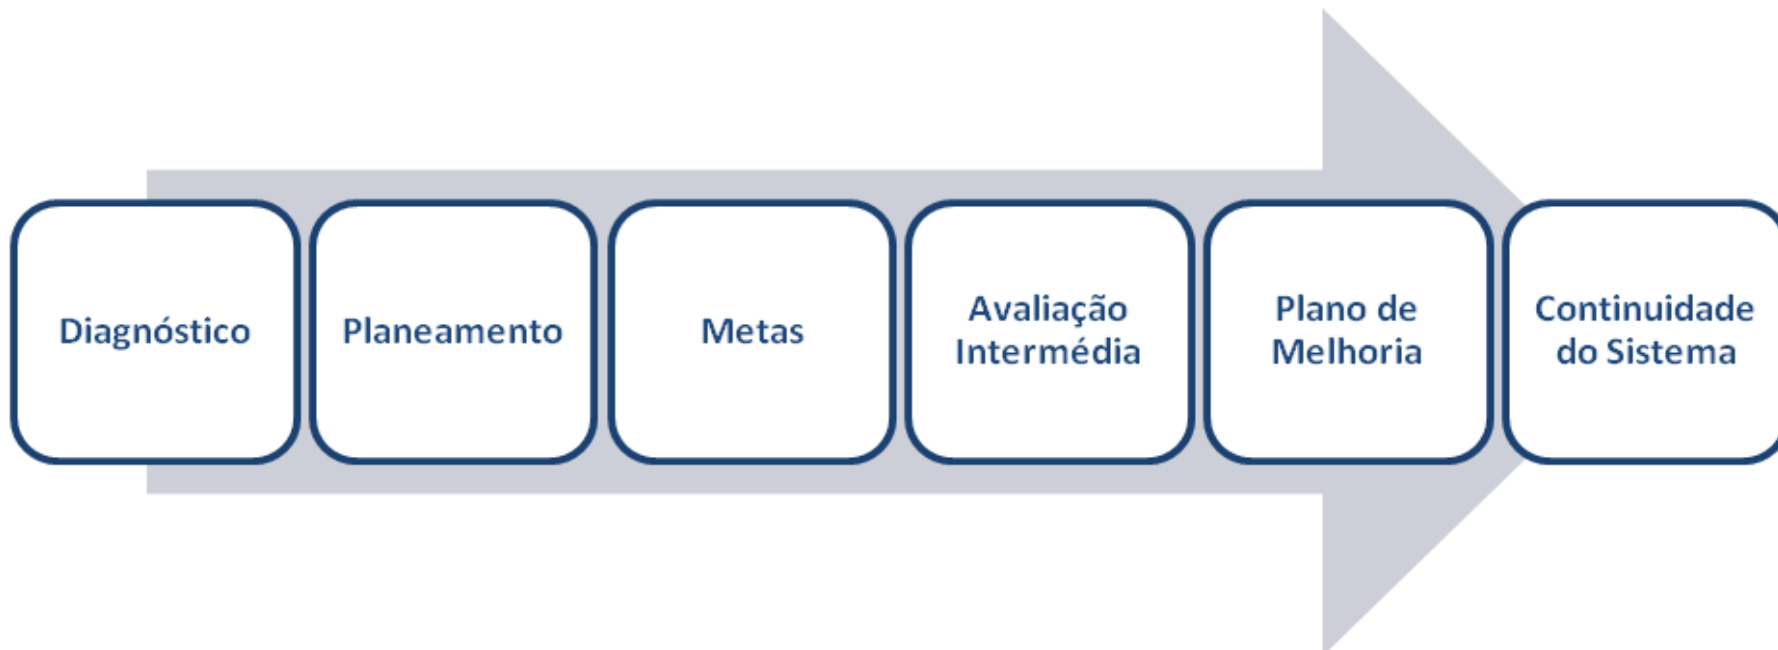 Diagnóstico
Planeamento
Metas
Avaliação
Intermédia
Plano de
Melhoria
Continuidade
do Sistema